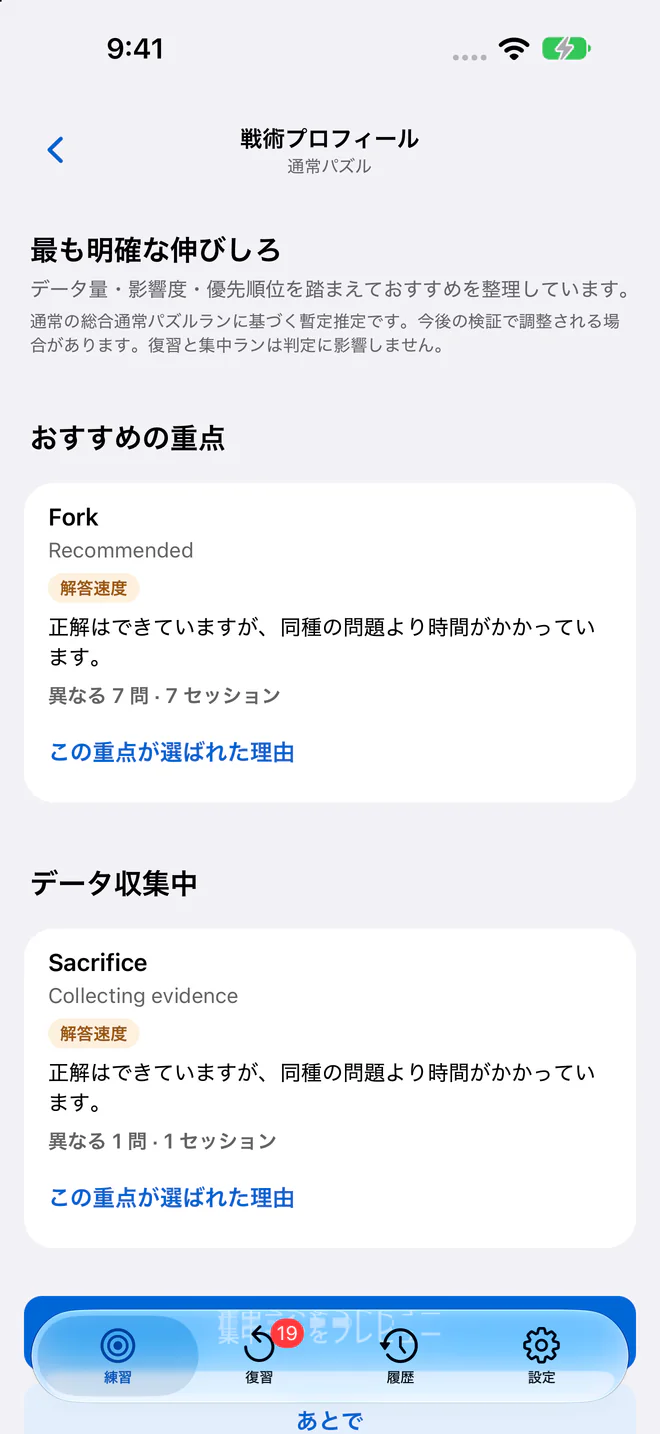 9:41
戦術プロフィール
通常パズル
最も明確な伸びしろ
データ量・影響度・優先順位を踏まえておすすめを整理しています。
通常の総合通常パズルランに基づく暫定推定です。今後の検証で調整される場
合があります。復習と集中ランは判定に影響しません。
おすすめの重点
Fork
Recommended
解答速度
正解はできていますが、同種の問題より時間がかかってい
ます。
異なる 7 問 · 7 セッション
この重点が選ばれた理由
データ収集中
Sacrifice
Collecting evidence
解答速度
正解はできていますが、同種の問題より時間がかかってい
ます。
異なる 1 問 · 1 セッション
この重点が選ばれた理由
19
練習
復習
履歴
設定
あとで